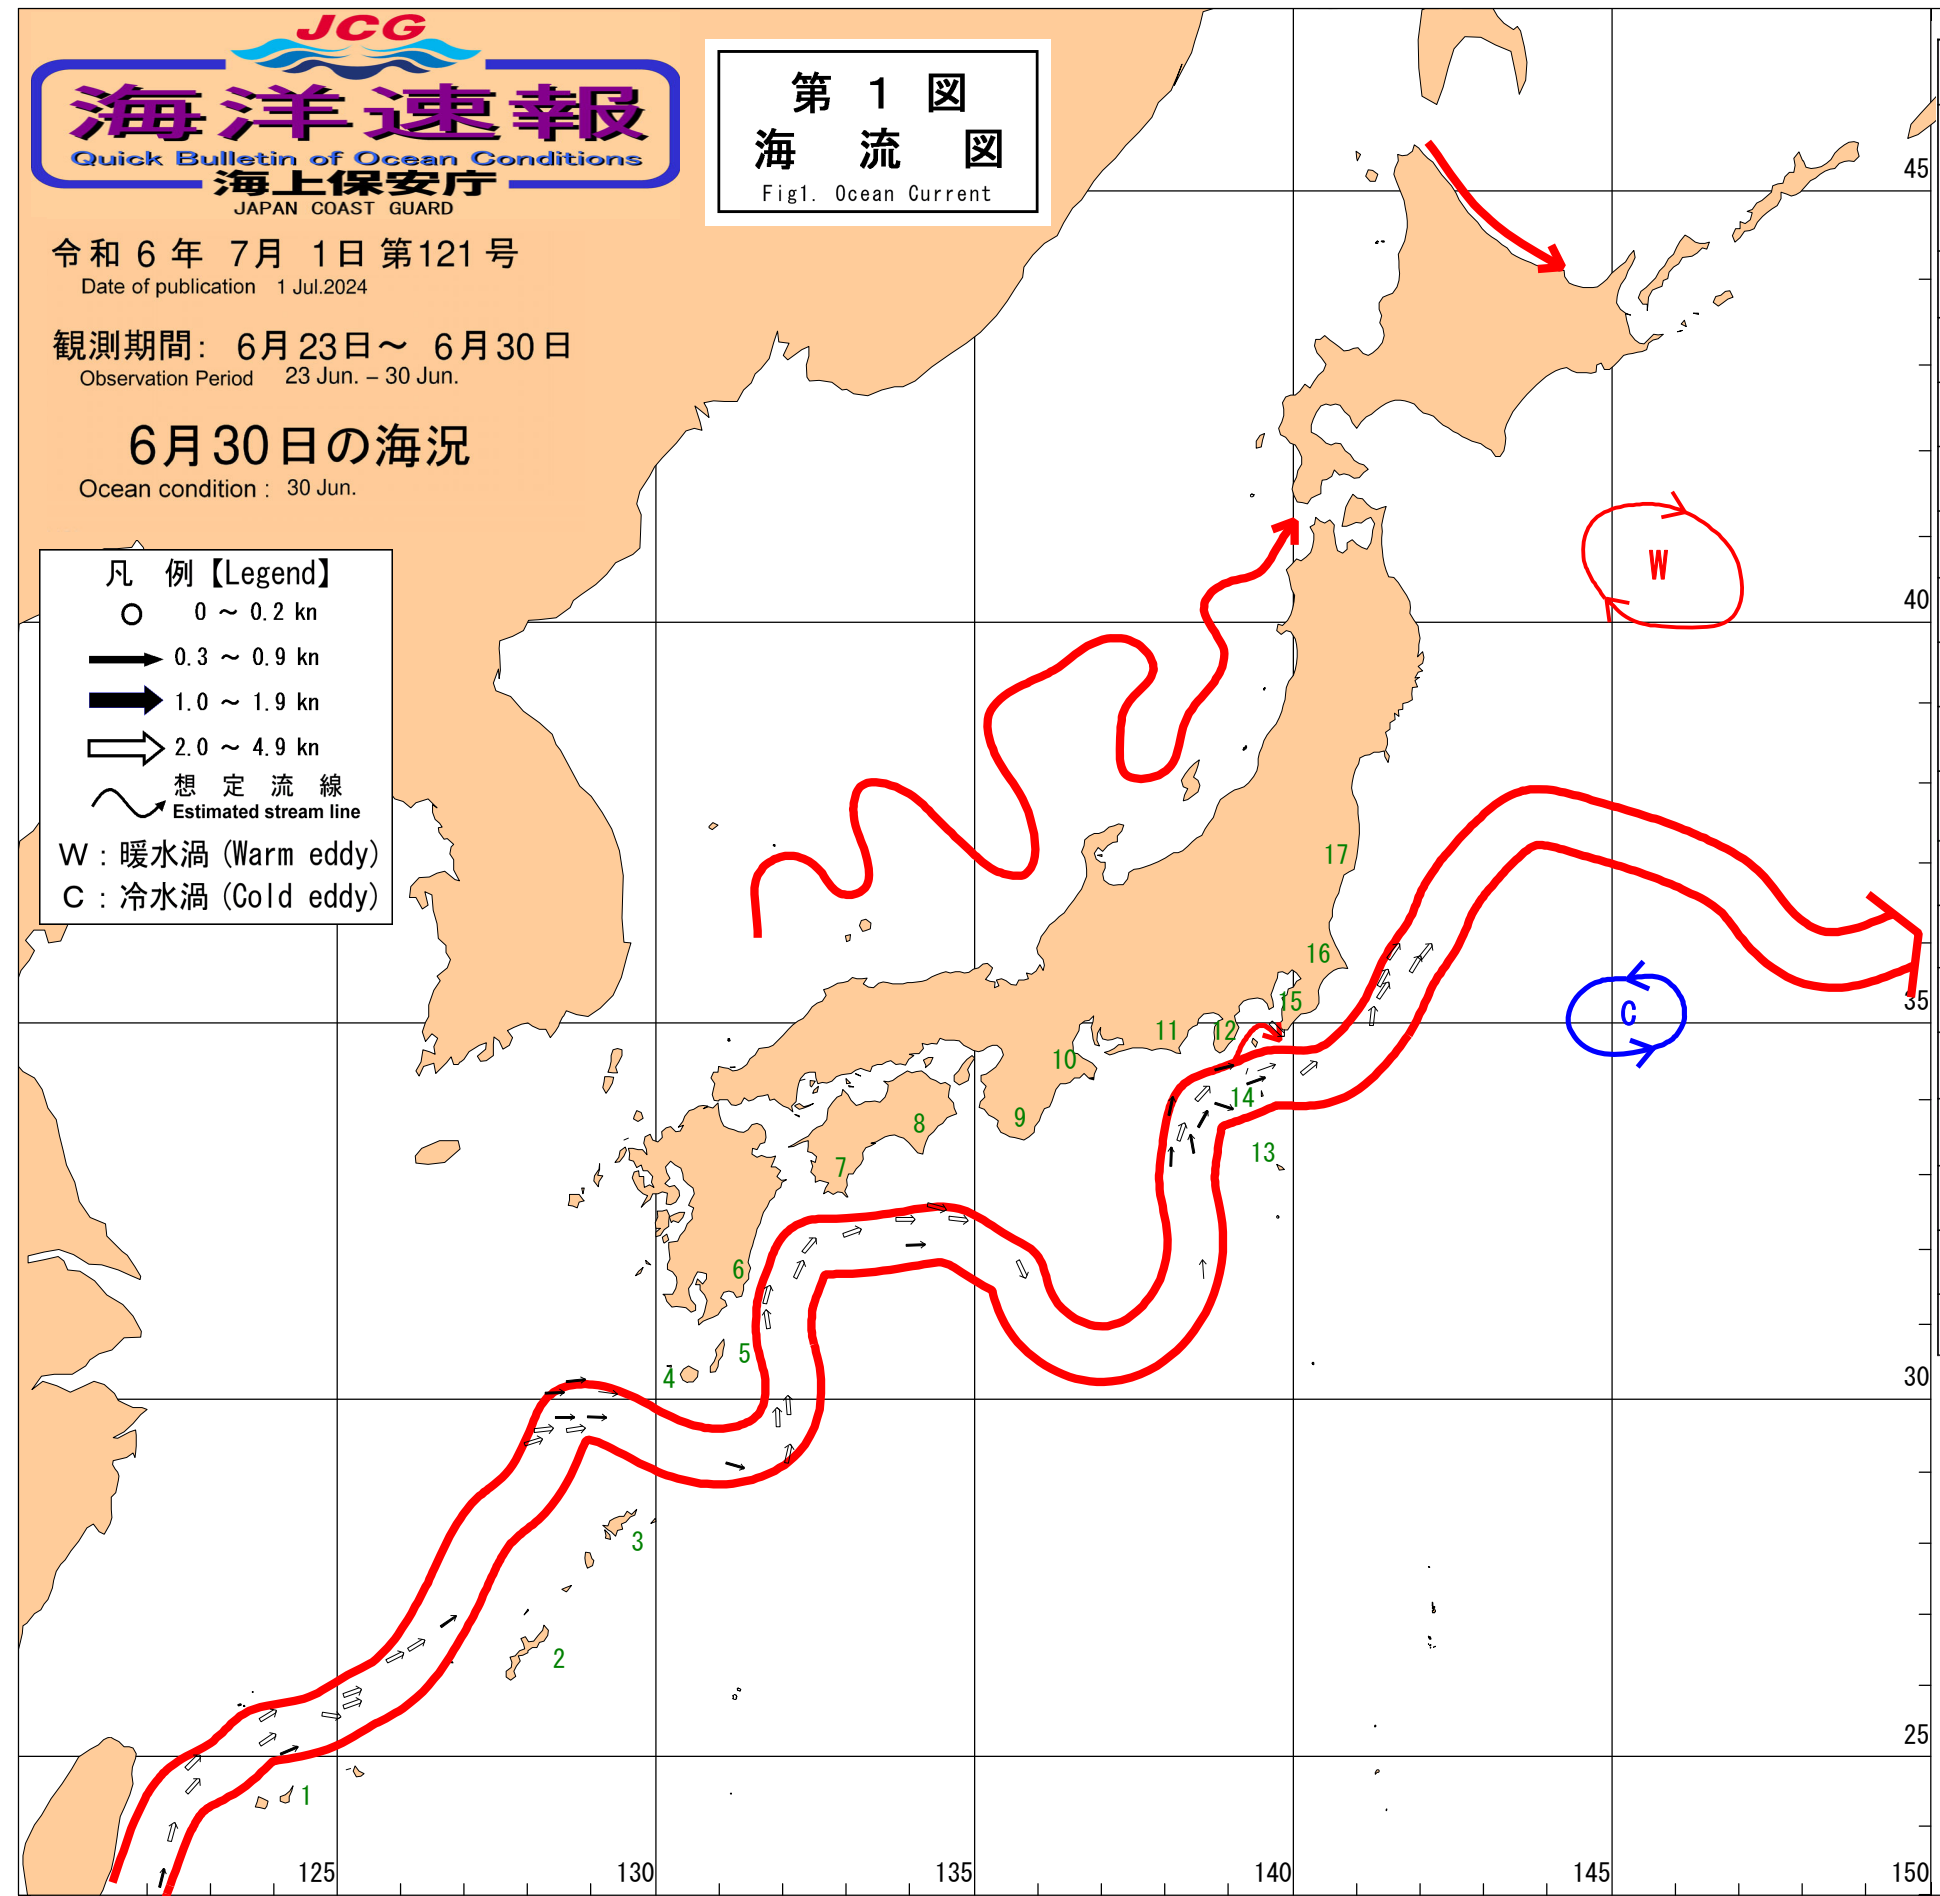 JCG
海洋速報
Quick Bulletin of Ocean Conditions
海上保安庁
JAPAN COAST GUARD
第 1 図
海 流 図
Fig1. Ocean Current
令和 6 年 7月 1日 第121 号
Date of publication 1 Jul.2024
観測期間: 6月23日～ 6月30日
Observation Period 23 Jun. – 30 Jun.
6月30日の海況
Ocean condition : 30 Jun.
凡 例【Legend】
0 ～ 0.2 kn
0.3 ～ 0.9 kn
1.0 ～ 1.9 kn
2.0 ～ 4.9 kn
想 定 流 線
Estimated stream line
W : 暖水渦 (Warm eddy)
C : 冷水渦 (Cold eddy)
45
W
40
17
16
C
35
15
14
13
12
11
10
9
8
7
6
5
4
30
3
2
25
1
125
130
135
140
145
150